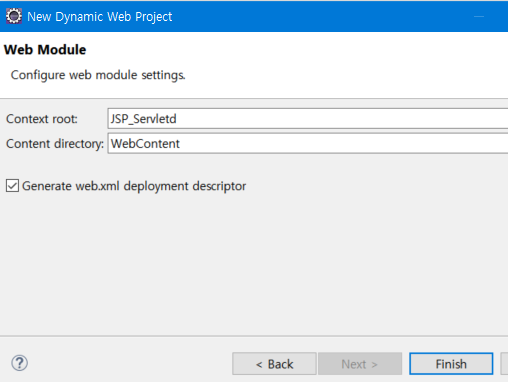 New Dynamic Web Project
Web Module
Configure web module settings.
Context root: JSP_Servletd
Content directory: WebContent
Generate web.xml deployment descriptor
? < Back Next > Finish